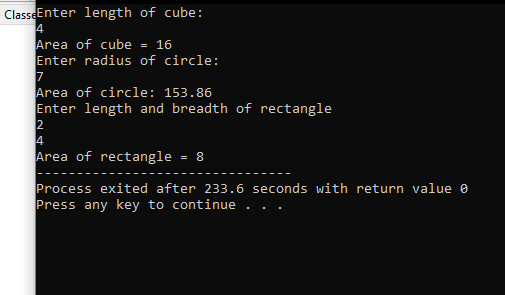 Classe
Enter length of cube:
4
Area of cube = 16
Enter radius of circle:
7
Area of circle: 153.86
Enter length and breadth of rectangle
2
4
Area of rectangle = 8
--------------------------------
Process exited after 233.6 seconds with return value 0
Press any key to continue . . .